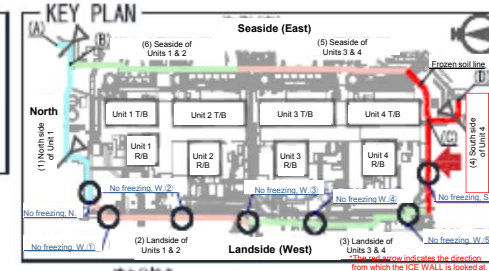 KEY PLAN
(A)
(B)
Seaside (East)
(6) Seaside of
Units 1 & 2
(5) Seaside of
Units 3 & 4
Frozen soil line
(D)
North
(1) North side
of Unit 1
Unit 1 T/B
Unit 2 T/B
Unit 3 T/B
Unit 4 T/B
Unit 1
R/B
Unit 2
R/B
Unit 3
R/B
Unit 4
R/B
(C)
(4) South side
of Unit 4
No freezing, N.
No freezing, W.②
No freezing, W.③
No freezing, W.④
No freezing, S
No freezing, W.①
(2) Landside of
Units 1 & 2
Landside (West)
(3) Landside of
Units 3 & 4
No freezing, W.⑤
*The red arrow indicates the direction
from which the ICE WALL is looked at.